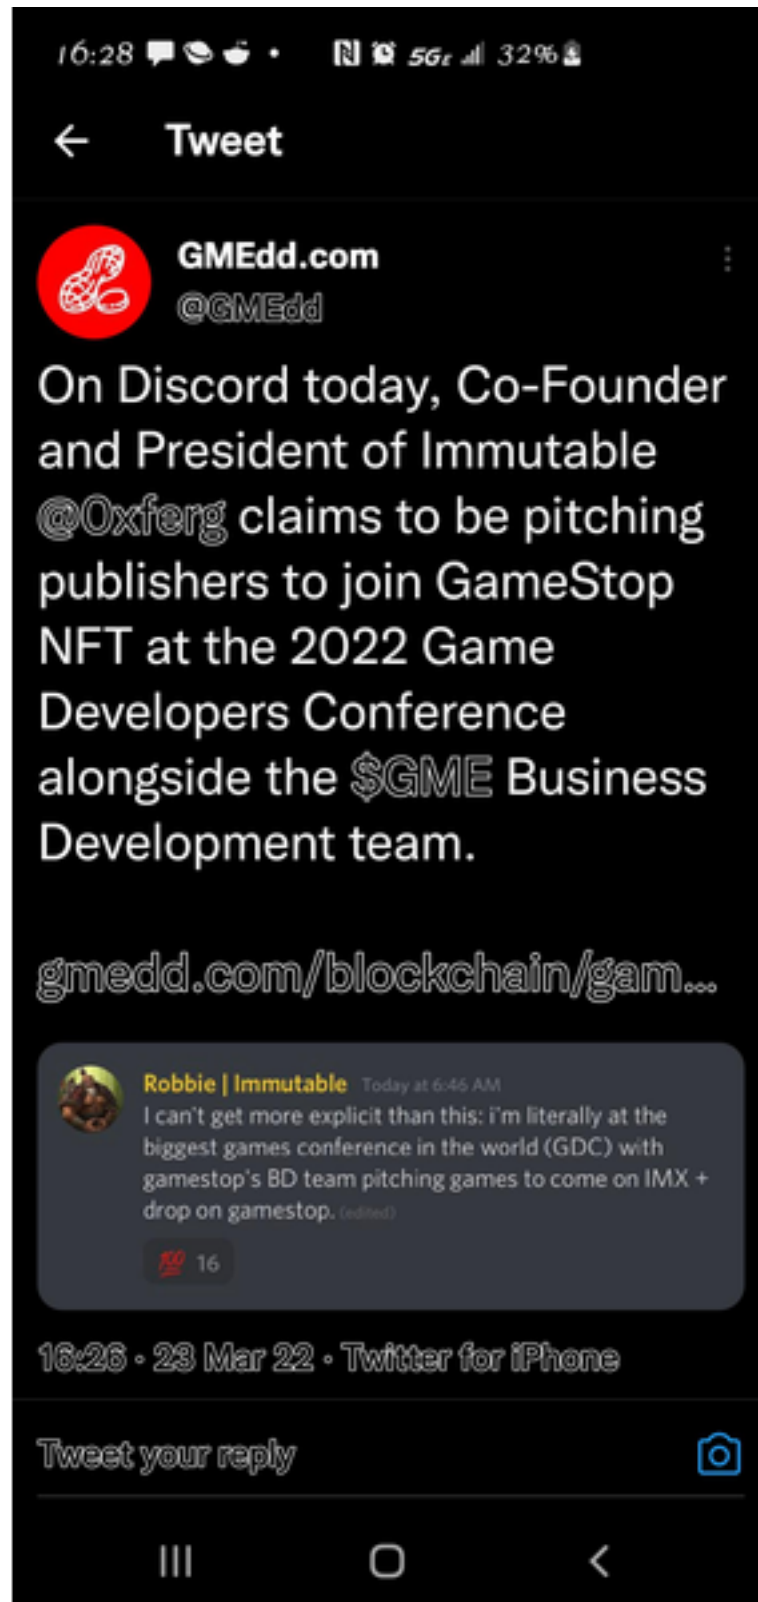 16:28 5GE 32%
Tweet
GMEdd.com
@GMEdd
On Discord today, Co-Founder
and President of Immutable
@0xferg claims to be pitching
publishers to join GameStop
NFT at the 2022 Game
Developers Conference
alongside the $GME Business
Development team.
gmedd.com/blockchain/gam...
Robbie | Immutable Today at 6:46 AM
I can't get more explicit than this: i'm literally at the
biggest games conference in the world (GDC) with
gamestop's BD team pitching games to come on IMX +
drop on gamestop. (edited)
💯 16
16:26 • 23 Mar 22 • Twitter for iPhone
Tweet your reply